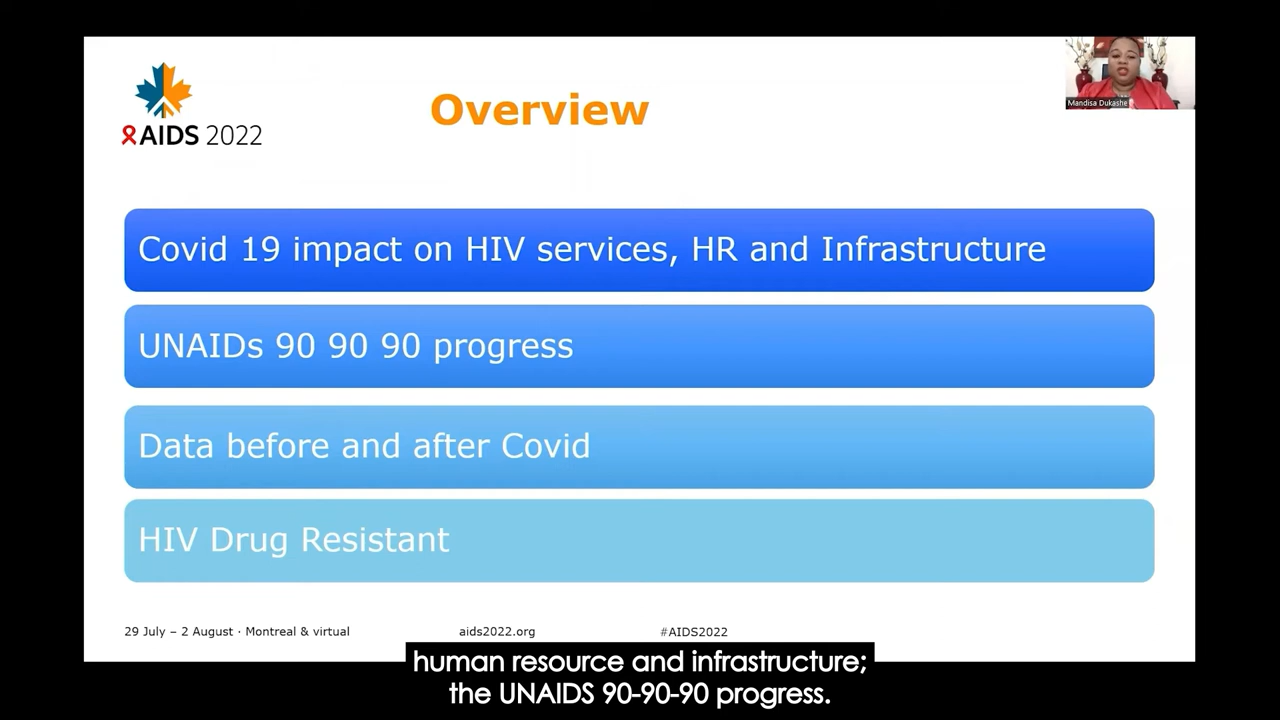 AIDS 2022
Overview
Mandisa Dukashe
Covid 19 impact on HIV services, HR and Infrastructure
UNAIDs 90 90 90 progress
Data before and after Covid
HIV Drug Resistant
29 July – 2 August · Montreal & virtual
aids2022.org
#AIDS2022
human resource and infrastructure;
the UNAIDS 90-90-90 progress.